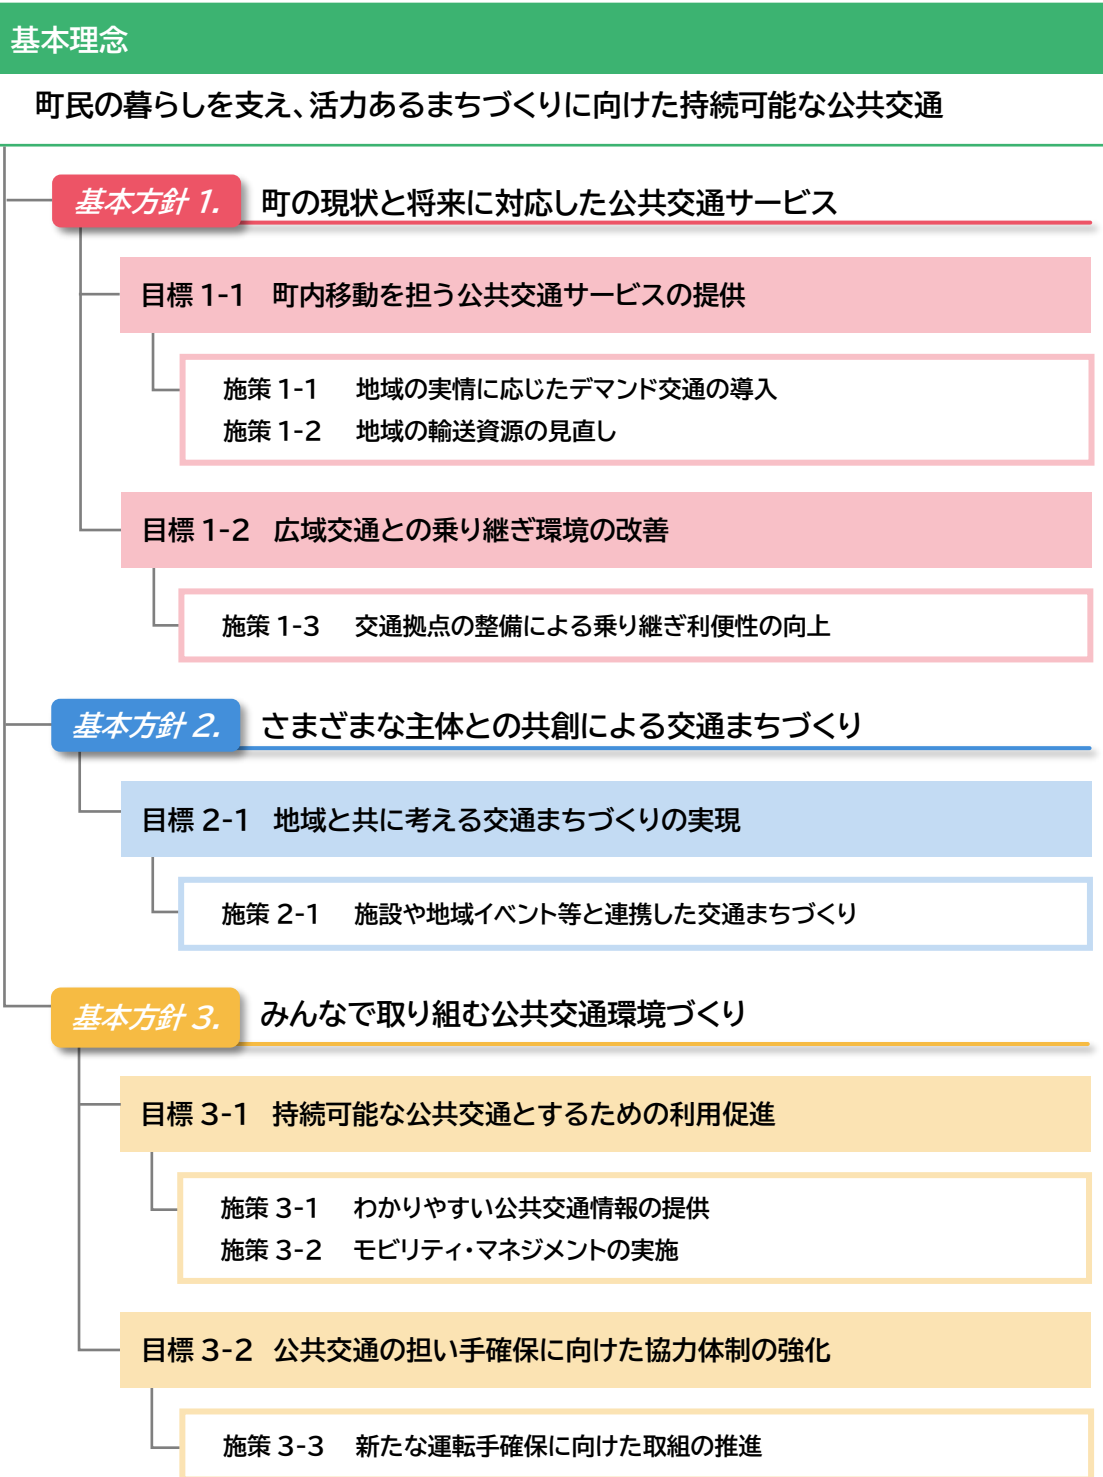 基本理念
町民の暮らしを支え、活力あるまちづくりに向けた持続可能な公共交通
基本方針 1. 町の現状と将来に対応した公共交通サービス
目標 1-1 町内移動を担う公共交通サービスの提供
施策 1-1 地域の実情に応じたデマンド交通の導入
施策 1-2 地域の輸送資源の見直し
目標 1-2 広域交通との乗り継ぎ環境の改善
施策 1-3 交通拠点の整備による乗り継ぎ利便性の向上
基本方針 2. さまざまな主体との共創による交通まちづくり
目標 2-1 地域と共に考える交通まちづくりの実現
施策 2-1 施設や地域イベント等と連携した交通まちづくり
基本方針 3. みんなで取り組む公共交通環境づくり
目標 3-1 持続可能な公共交通とするための利用促進
施策 3-1 わかりやすい公共交通情報の提供
施策 3-2 モビリティ・マネジメントの実施
目標 3-2 公共交通の担い手確保に向けた協力体制の強化
施策 3-3 新たな運転手確保に向けた取組の推進